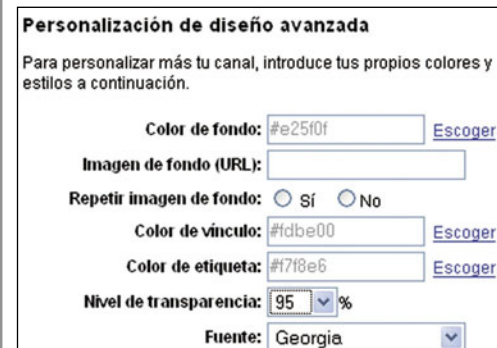 Personalización de diseño avanzada
Para personalizar más tu canal, introduce tus propios colores y
estilos a continuación.
Color de fondo: #e25f0f Escoger
Imagen de fondo (URL):
Repetir imagen de fondo: Sí No
Color de vínculo: #fdbe00 Escoger
Color de etiqueta: #f7f8e6 Escoger
Nivel de transparencia: 95 %
Fuente: Georgia